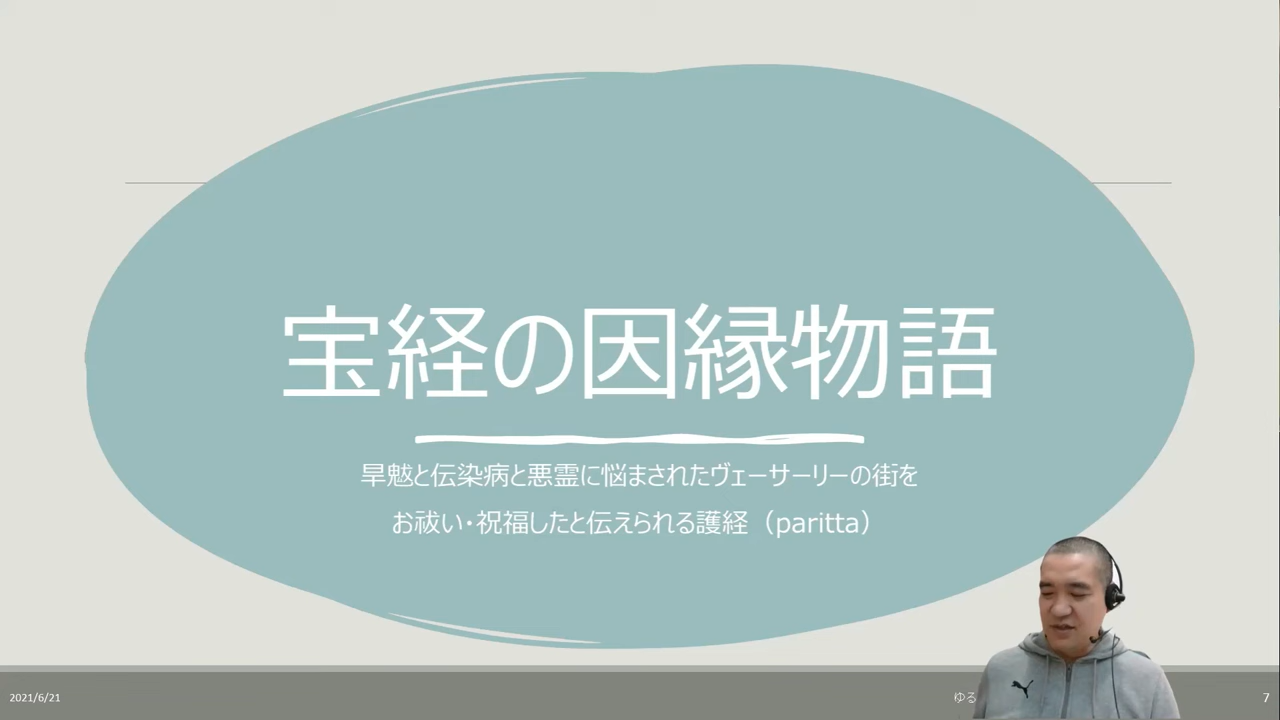 宝経の因縁物語
旱魃と伝染病と悪霊に悩まされたヴェーサーリーの街を
お祓い・祝福したと伝えられる護経（paritta）
2021/6/21
ゆる
7